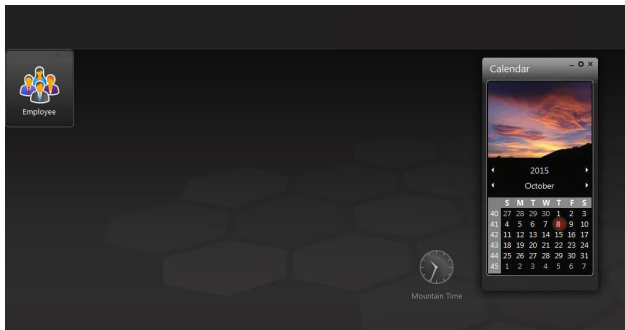 Calendar
Employee
2015
October
S M T W T F S
40 27 28 29 30 1 2 3
41 4 5 6 7 8 9 10
42 11 12 13 14 15 16 17
43 18 19 20 21 22 23 24
44 25 26 27 28 29 30 31
45 1 2 3 4 5 6 7
Mountain Time